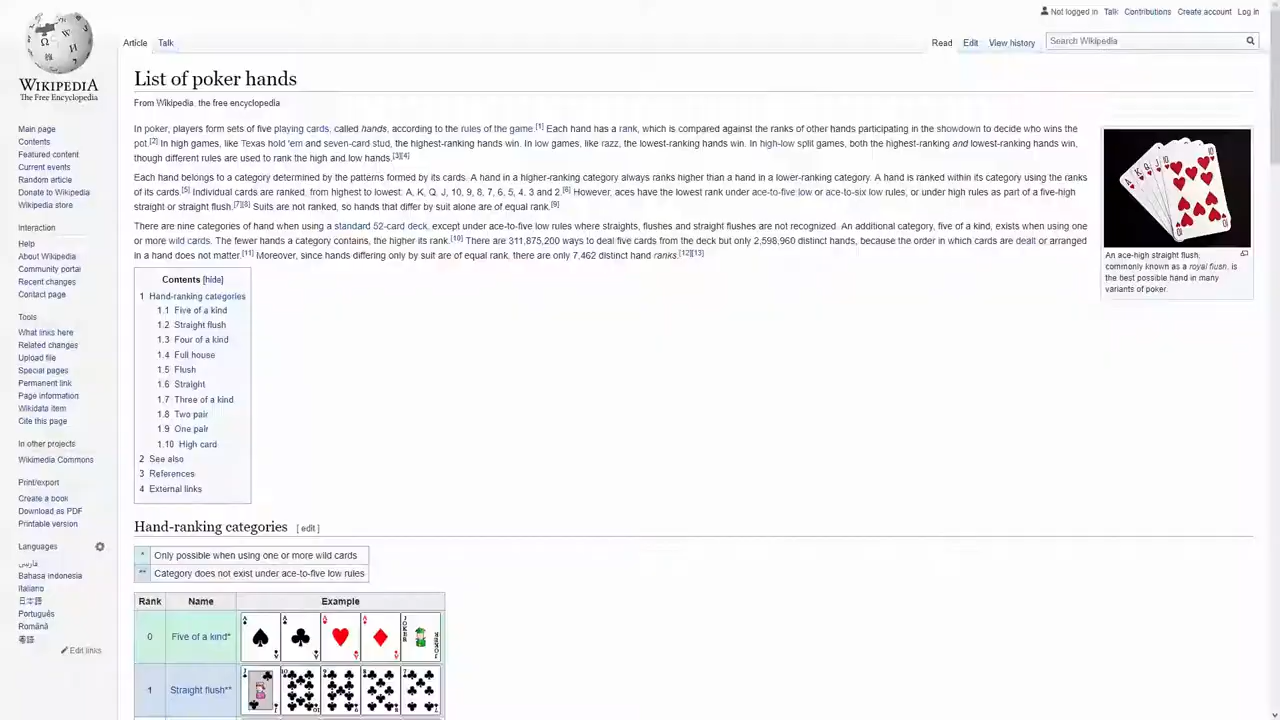 Not logged in Talk Contributions Create account Log in
Article Talk Read Edit View history Search Wikipedia
WIKIPEDIA
The Free Encyclopedia
Main page
Contents
Featured content
Current events
Random article
Donate to Wikipedia
Wikipedia store
Interaction
Help
About Wikipedia
Community portal
Recent changes
Contact page
Tools
What links here
Related changes
Upload file
Special pages
Permanent link
Page information
Wikidata item
Cite this page
In other projects
Wikimedia Commons
Print/export
Create a book
Download as PDF
Printable version
Languages
فارسی
Bahasa Indonesia
Italiano
日本語
Português
Română
粵語
Edit links
List of poker hands
From Wikipedia, the free encyclopedia
In poker, players form sets of five playing cards, called hands, according to the rules of the game.[1] Each hand has a rank, which is compared against the ranks of other hands participating in the showdown to decide who wins the
pot.[2] In high games, like Texas hold 'em and seven-card stud, the highest-ranking hands win. In low games, like razz, the lowest-ranking hands win. In high-low split games, both the highest-ranking and lowest-ranking hands win,
though different rules are used to rank the high and low hands.[3][4]
Each hand belongs to a category determined by the patterns formed by its cards. A hand in a higher-ranking category always ranks higher than a hand in a lower-ranking category. A hand is ranked within its category using the ranks
of its cards.[5] Individual cards are ranked, from highest to lowest: A, K, Q, J, 10, 9, 8, 7, 6, 5, 4, 3 and 2.[6] However, aces have the lowest rank under ace-to-five low or ace-to-six low rules, or under high rules as part of a five-high
straight or straight flush.[7][8] Suits are not ranked, so hands that differ by suit alone are of equal rank.[9]
There are nine categories of hand when using a standard 52-card deck, except under ace-to-five low rules where straights, flushes and straight flushes are not recognized. An additional category, five of a kind, exists when using one
or more wild cards. The fewer hands a category contains, the higher its rank.[10] There are 311,875,200 ways to deal five cards from the deck but only 2,598,960 distinct hands, because the order in which cards are dealt or arranged
in a hand does not matter.[11] Moreover, since hands differing only by suit are of equal rank, there are only 7,462 distinct hand ranks.[12][13]
An ace-high straight flush,
commonly known as a royal flush, is
the best possible hand in many
variants of poker.
Contents [hide]
1 Hand-ranking categories
1.1 Five of a kind
1.2 Straight flush
1.3 Four of a kind
1.4 Full house
1.5 Flush
1.6 Straight
1.7 Three of a kind
1.8 Two pair
1.9 One pair
1.10 High card
2 See also
3 References
4 External links
Hand-ranking categories [ edit ]
* Only possible when using one or more wild cards
** Category does not exist under ace-to-five low rules
Rank Name Example
0 Five of a kind*
1 Straight flush**